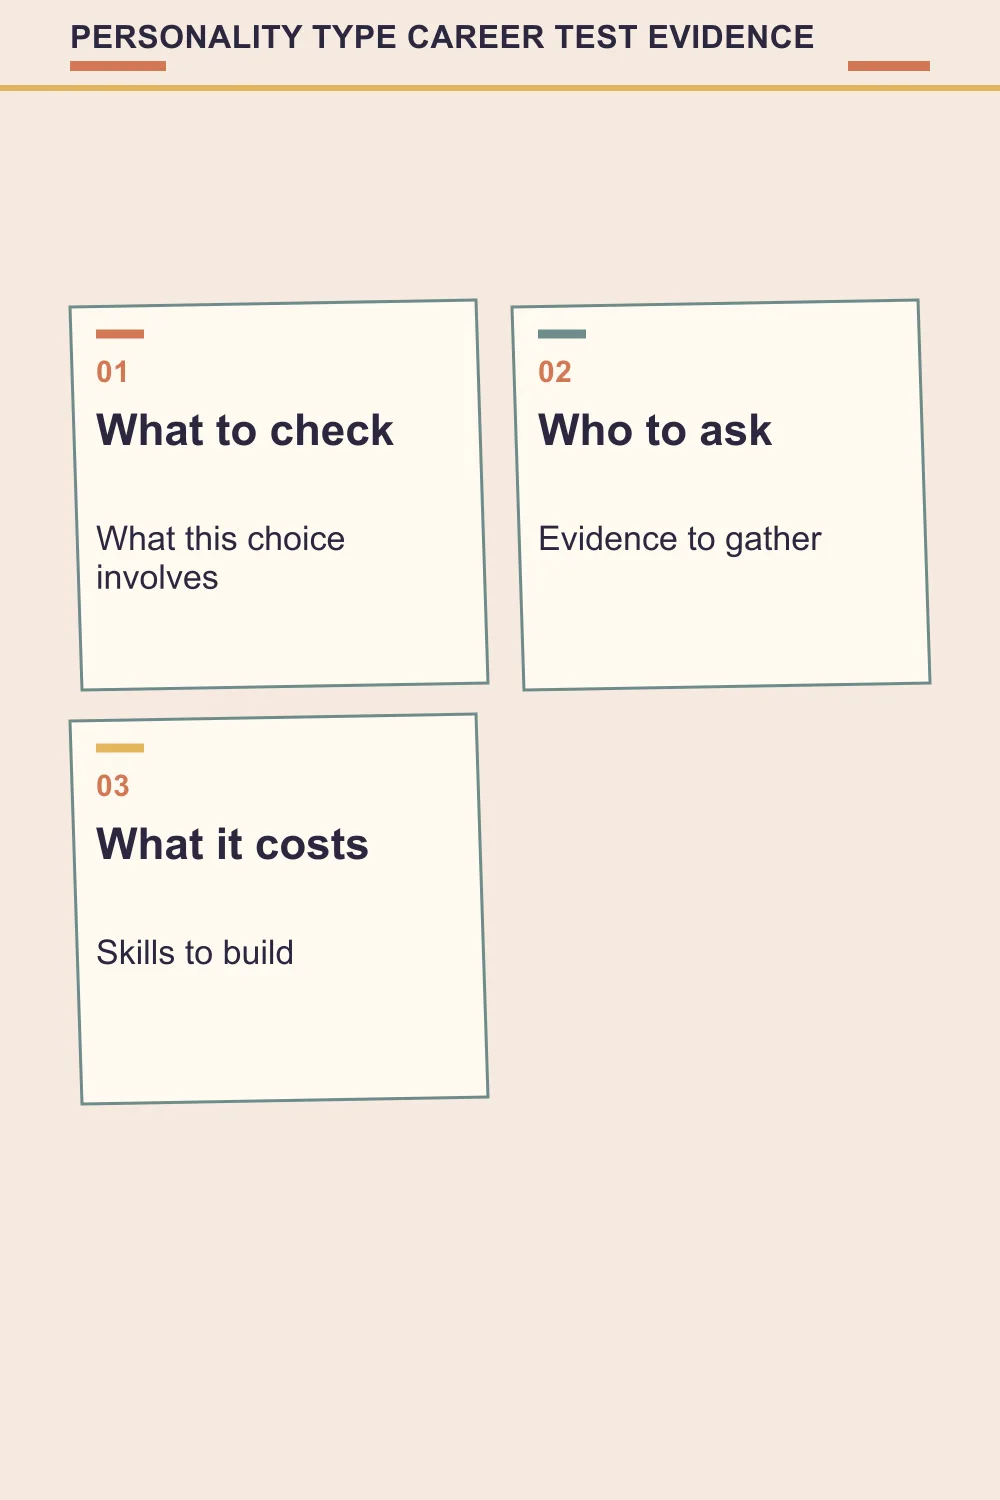 PERSONALITY TYPE CAREER TEST EVIDENCE
01
What to check
What this choice
involves
02
Who to ask
Evidence to gather
03
What it costs
Skills to build